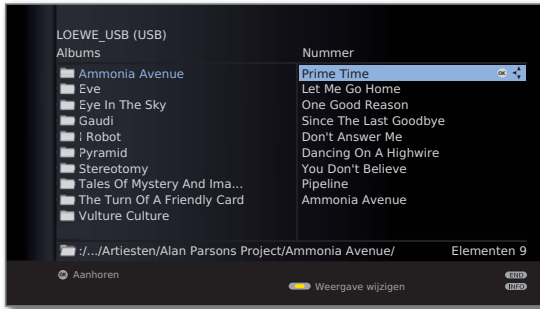 LOEWE_USB (USB)
Albums
Nummer
Ammonia Avenue
Eve
Eye In The Sky
Gaudi
I Robot
Pyramid
Stereotomy
Tales Of Mystery And Ima...
The Turn Of A Friendly Card
Vulture Culture
Prime Time OK
Let Me Go Home
One Good Reason
Since The Last Goodbye
Don't Answer Me
Dancing On A Highwire
You Don't Believe
Pipeline
Ammonia Avenue
:/.../Artiesten/Alan Parsons Project/Ammonia Avenue/ Elementen 9
OK Aanhoren
END
Weergave wijzigen
INFO